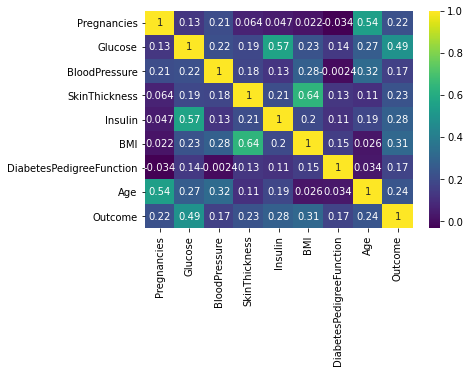 Pregnancies 1 0.13 0.21 0.064 0.047 0.022 -0.034 0.54 0.22
Glucose 0.13 1 0.22 0.19 0.57 0.23 0.14 0.27 0.49
BloodPressure 0.21 0.22 1 0.18 0.13 0.28 -0.0024 0.32 0.17
SkinThickness 0.064 0.19 0.18 1 0.21 0.64 0.13 0.11 0.23
Insulin 0.047 0.57 0.13 0.21 1 0.2 0.11 0.19 0.28
BMI 0.022 0.23 0.28 0.64 0.2 1 0.15 0.026 0.31
DiabetesPedigreeFunction -0.034 0.14 -0.0024 0.13 0.11 0.15 1 0.034 0.17
Age 0.54 0.27 0.32 0.11 0.19 0.026 0.034 1 0.24
Outcome 0.22 0.49 0.17 0.23 0.28 0.31 0.17 0.24 1
Pregnancies
Glucose
BloodPressure
SkinThickness
Insulin
BMI
DiabetesPedigreeFunction
Age
Outcome
1.0
0.8
0.6
0.4
0.2
0.0